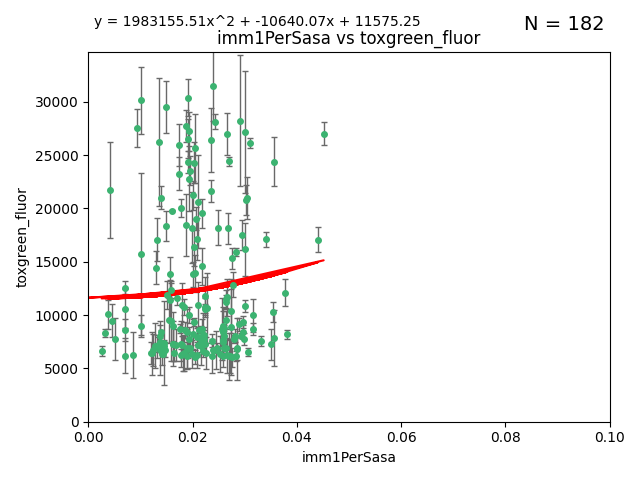 y = 1983155.51x^2 + -10640.07x + 11575.25
N = 182
imm1PerSasa vs toxgreen_fluor
toxgreen_fluor
30000
25000
20000
15000
10000
5000
0
0.00 0.02 0.04 0.06 0.08 0.10
imm1PerSasa